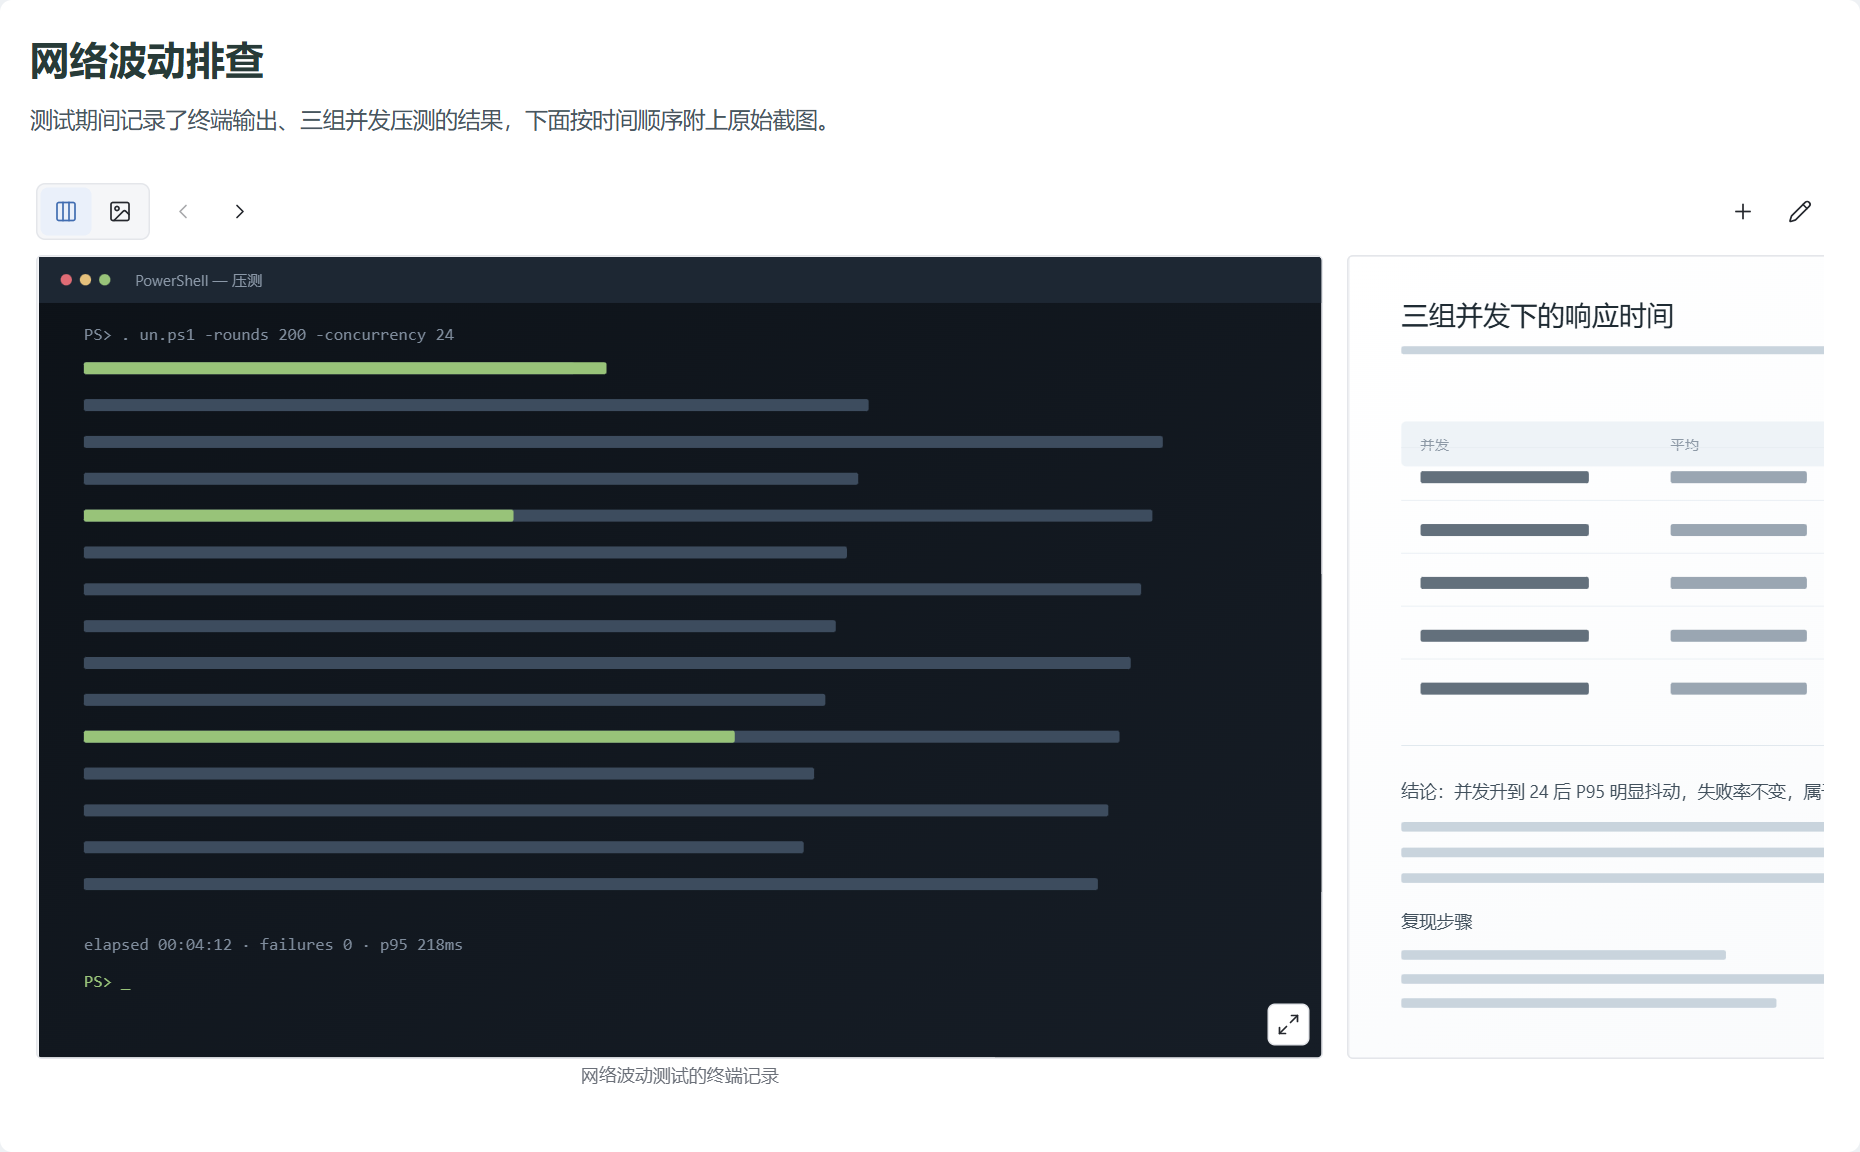 网络波动排查
测试期间记录了终端输出、三组并发压测的结果，下面按时间顺序附上原始截图。
PowerShell — 压测
PS> . un.ps1 -rounds 200 -concurrency 24
elapsed 00:04:12 · failures 0 · p95 218ms
PS> _
网络波动测试的终端记录
三组并发下的响应时间
并发 平均
结论：并发升到 24 后 P95 明显抖动，失败率不变，属
复现步骤